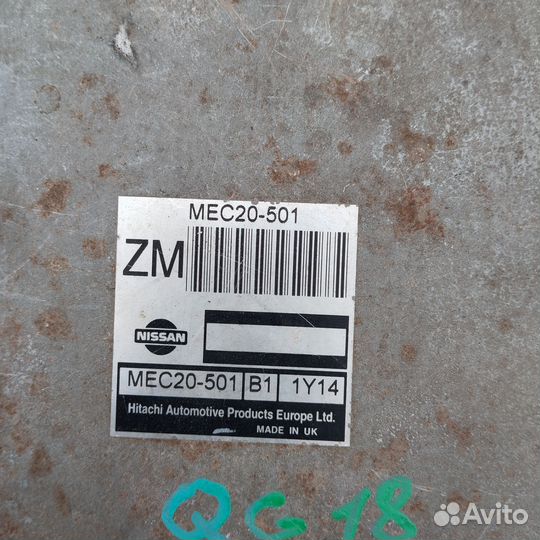 MEC20-501
ZM
NISSAN
MEC20-501 B1 1Y14
Hitachi Automotive Products Europe Ltd.
MADE IN UK
QG 18
Avito